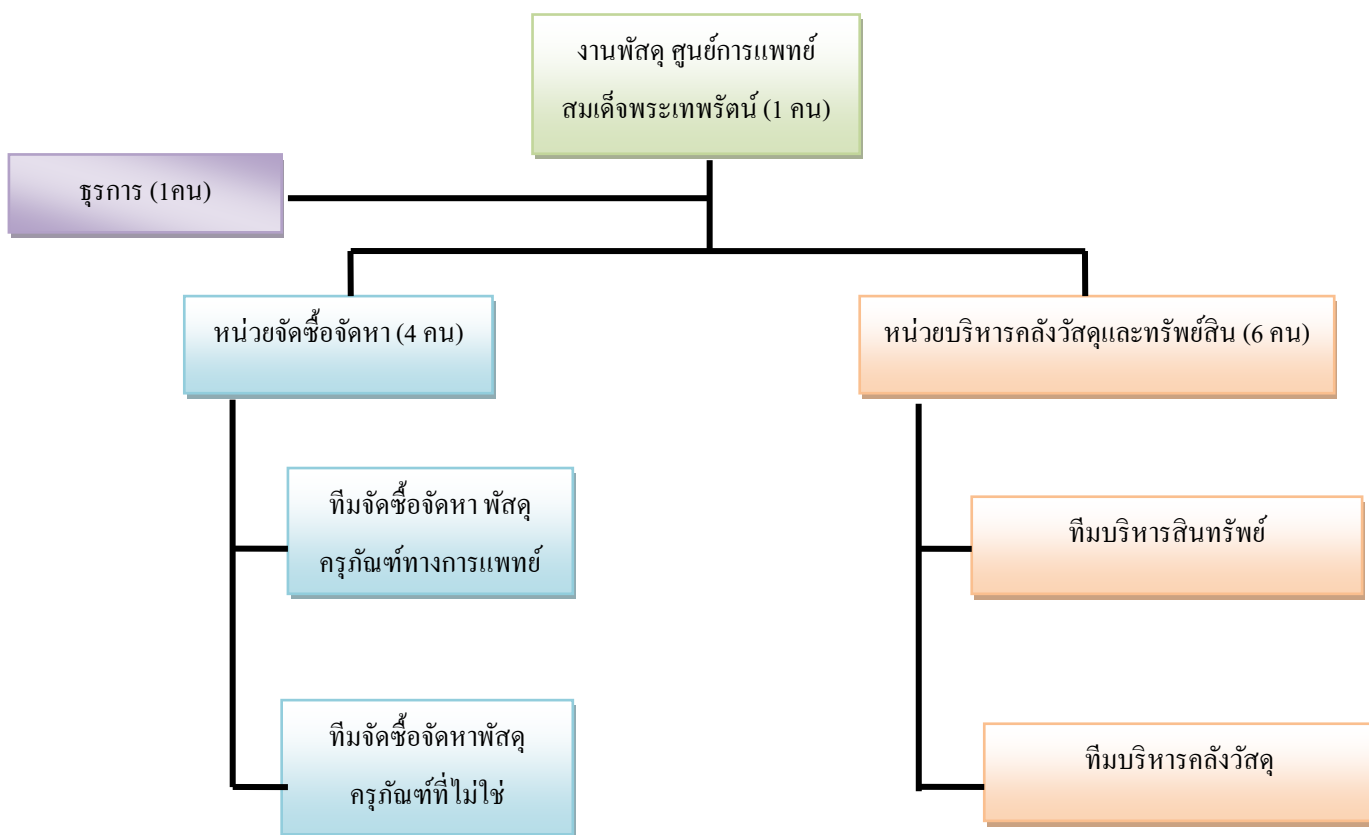 งานพัสดุ ศูนย์การแพทย์
สมเด็จพระเทพรัตน์ (1 คน)
ธุรการ (1คน)
หน่วยจัดซื้อจัดหา (4 คน)
หน่วยบริหารคลังวัสดุและทรัพย์สิน (6 คน)
ทีมจัดซื้อจัดหา พัสดุ
ครุภัณฑ์ทางการแพทย์
ทีมบริหารสินทรัพย์
ทีมจัดซื้อจัดหาพัสดุ
ครุภัณฑ์ที่ไม่ใช่
ทีมบริหารคลังวัสดุ